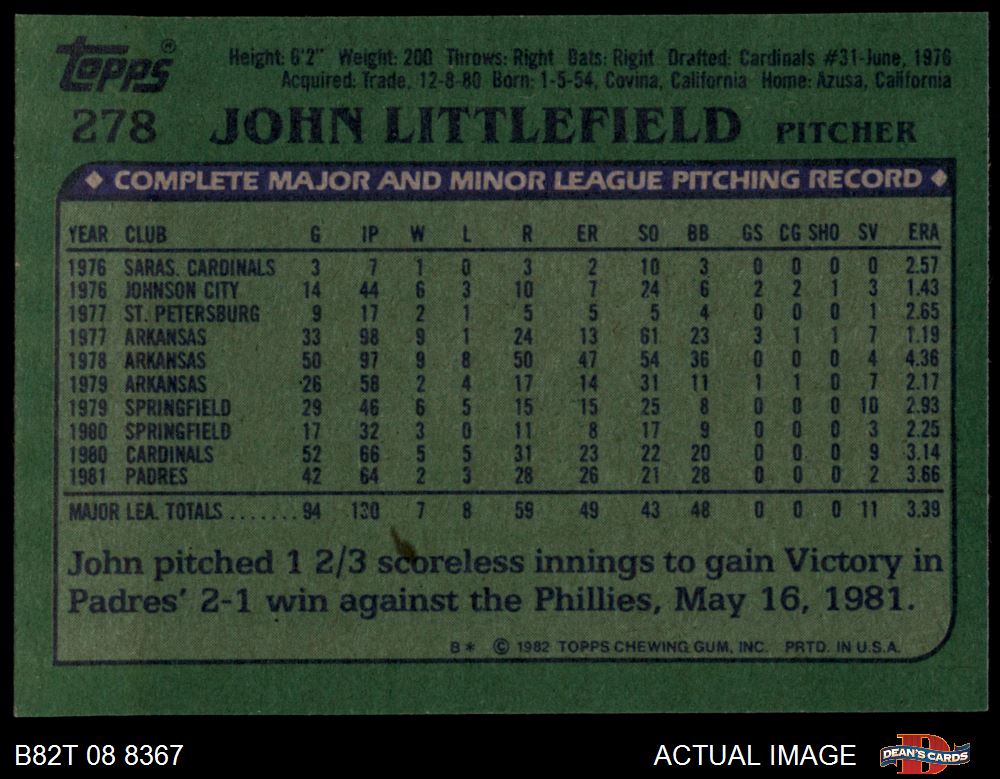 topps®
Height: 6'2" Weight: 200 Throws: Right Bats: Right Drafted: Cardinals #31-June, 1976
Acquired: Trade, 12-8-80 Born: 1-5-54, Covina, California Home: Azusa, California
278 JOHN LITTLEFIELD PITCHER
◆ COMPLETE MAJOR AND MINOR LEAGUE PITCHING RECORD ◆
YEAR CLUB G IP W L R ER SO BB GS CG SHO SV ERA
1976 SARAS. CARDINALS 3 7 1 0 3 2 10 3 0 0 0 0 2.57
1976 JOHNSON CITY 14 44 6 3 10 7 24 6 2 2 1 3 1.43
1977 ST. PETERSBURG 9 17 2 1 5 5 5 4 0 0 0 1 2.65
1977 ARKANSAS 33 98 9 1 24 13 61 23 3 1 1 7 1.19
1978 ARKANSAS 50 97 9 8 50 47 54 36 0 0 0 4 4.36
1979 ARKANSAS 26 58 2 4 17 14 31 11 1 1 0 7 2.17
1979 SPRINGFIELD 29 46 6 5 15 15 25 8 0 0 0 10 2.93
1980 SPRINGFIELD 17 32 3 0 11 8 17 9 0 0 0 3 2.25
1980 CARDINALS 52 66 5 5 31 23 22 20 0 0 0 9 3.14
1981 PADRES 42 64 2 3 28 26 21 28 0 0 0 2 3.66
MAJOR LEA. TOTALS ....... 94 130 7 8 59 49 43 48 0 0 0 11 3.39
John pitched 1 2/3 scoreless innings to gain Victory in
Padres' 2-1 win against the Phillies, May 16, 1981.
B* © 1982 TOPPS CHEWING GUM, INC. PRTD. IN U.S.A.
B82T 08 8367 ACTUAL IMAGE DEAN'S CARDS